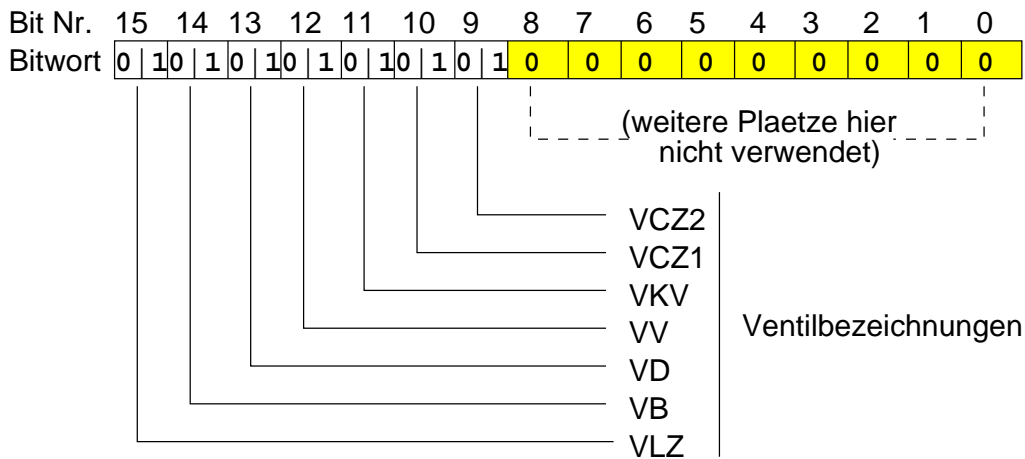 Bit Nr. 15 14 13 12 11 10 9 8 7 6 5 4 3 2 1 0
Bitwort 0|1 0|1 0|1 0|1 0|1 0|1 0|1 0 0 0 0 0 0 0 0 0
(weitere Plaetze hier
nicht verwendet)
VCZ2
VCZ1
VKV
VV
Ventilbezeichnungen
VD
VB
VLZ